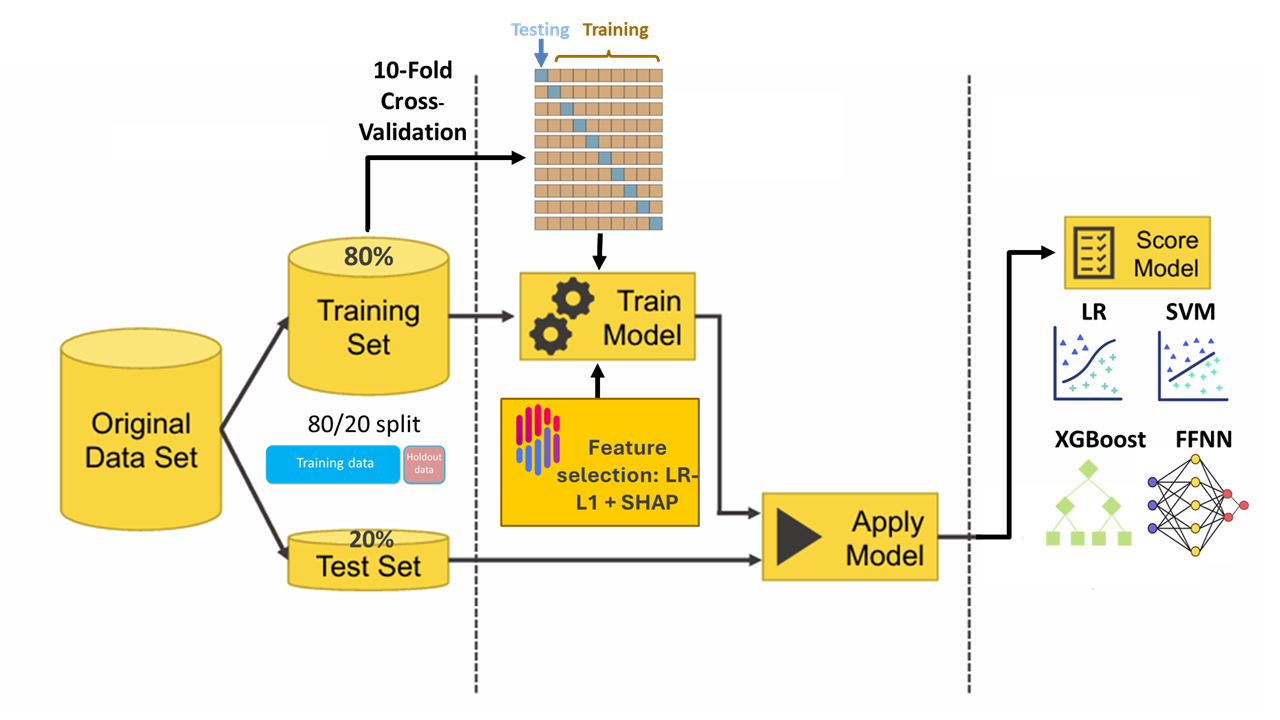 Testing
Training
10-Fold
Cross-
Validation
80%
Training
Set
Original
Data Set
80/20 split
Training data
Holdout
data
20%
Test Set
Train
Model
Feature
selection: LR-
L1 + SHAP
Apply
Model
Score
Model
LR
SVM
XGBoost
FFNN